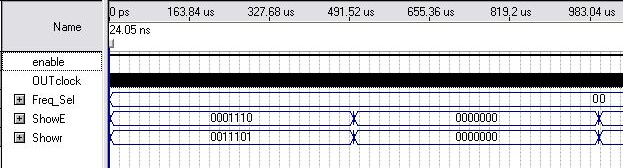 Name
0 ps 163.84 us 327.68 us 491.52 us 655.36 us 819.2 us 983.04 us
24.05 ns
enable
OUTclock
Freq_Sel 00
ShowE 0001110 0000000
Showr 0011101 0000000